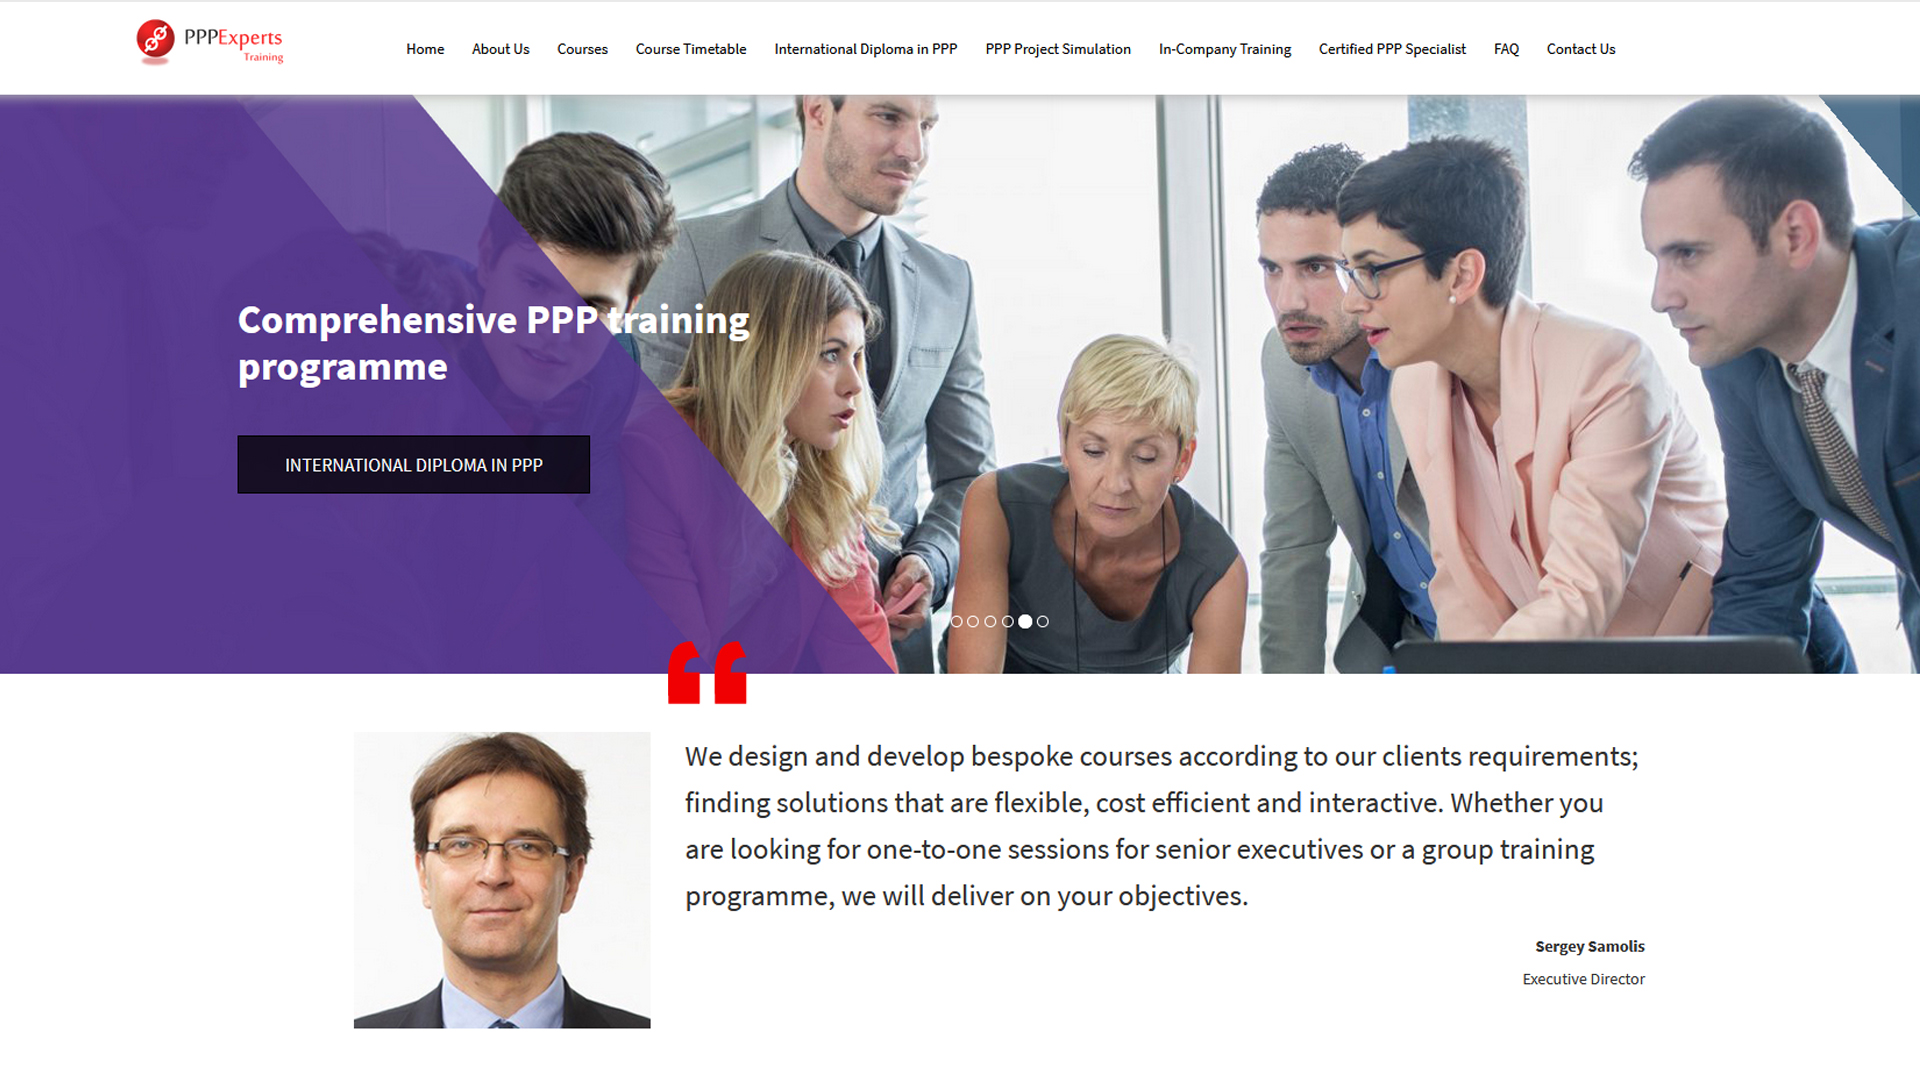 PPPExperts
Training
Home About Us Courses Course Timetable International Diploma in PPP PPP Project Simulation In-Company Training Certified PPP Specialist FAQ Contact Us
Comprehensive PPP training
programme
INTERNATIONAL DIPLOMA IN PPP
We design and develop bespoke courses according to our clients requirements;
finding solutions that are flexible, cost efficient and interactive. Whether you
are looking for one-to-one sessions for senior executives or a group training
programme, we will deliver on your objectives.
Sergey Samolis
Executive Director